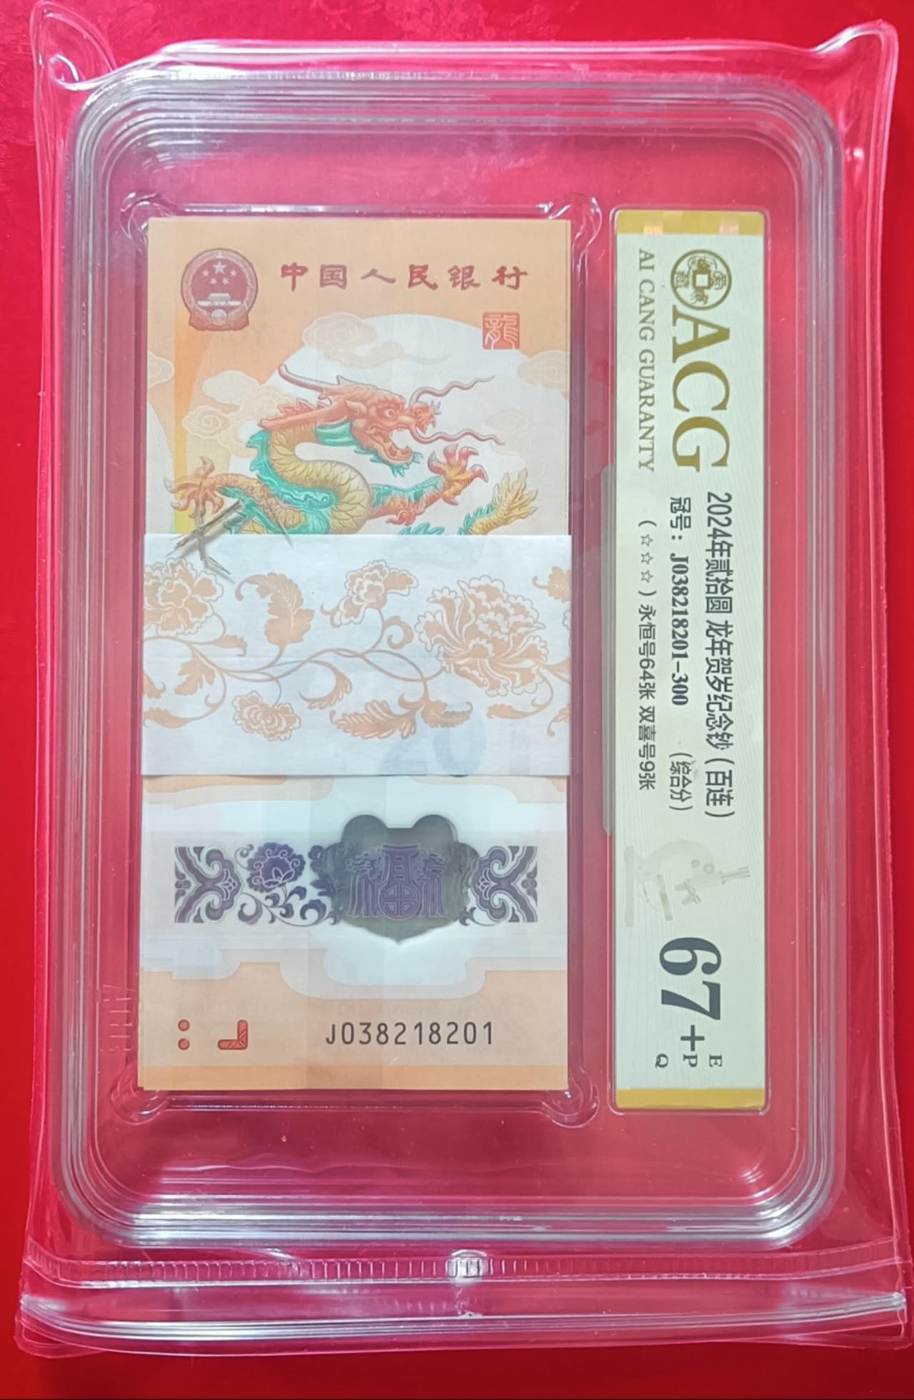 中国人民银行
龍
J038218201
ACG
AI CANG GUARANTY
2024年贰拾圆 龙年贺岁纪念钞（百连）
冠号：J038218201-300 （综合分）
（☆☆☆）永恒号64张 双喜号9张
67+
E
P
Q